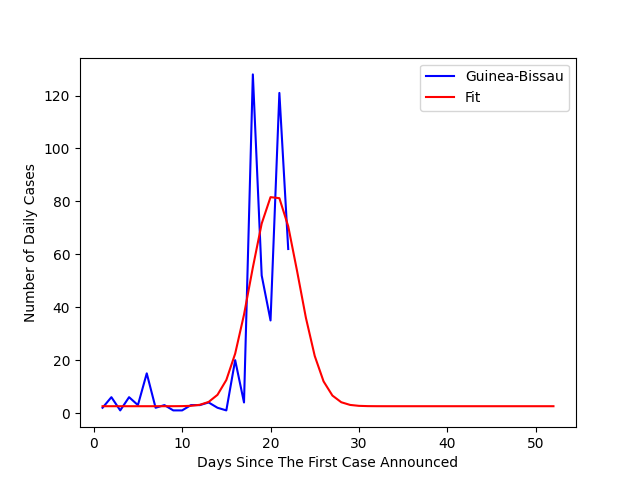 Guinea-Bissau
Fit
Number of Daily Cases
120
100
80
60
40
20
0
0 10 20 30 40 50
Days Since The First Case Announced